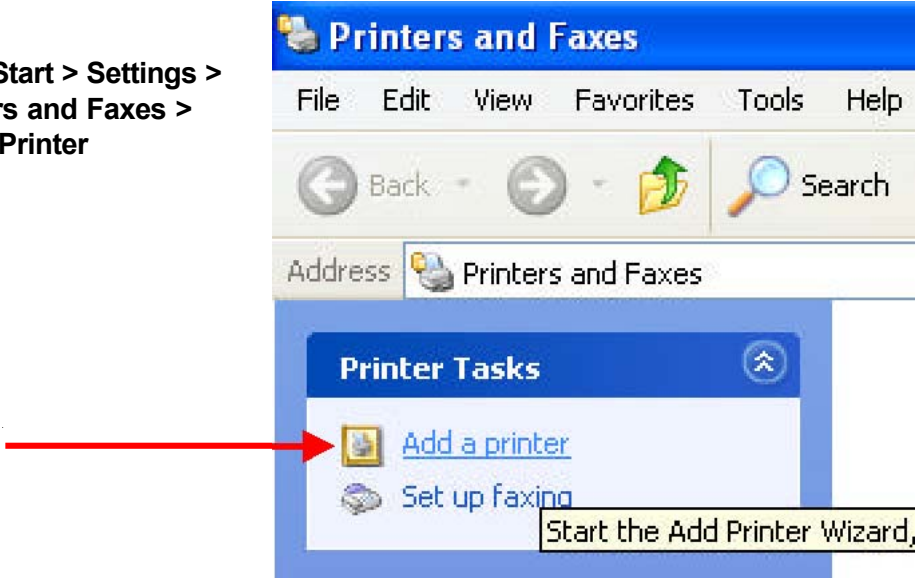 Start > Settings >
rs and Faxes >
Printer
Printers and Faxes
File Edit View Favorites Tools Help
Back Search
Address Printers and Faxes
Printer Tasks
Add a printer
Set up faxing
Start the Add Printer Wizard,